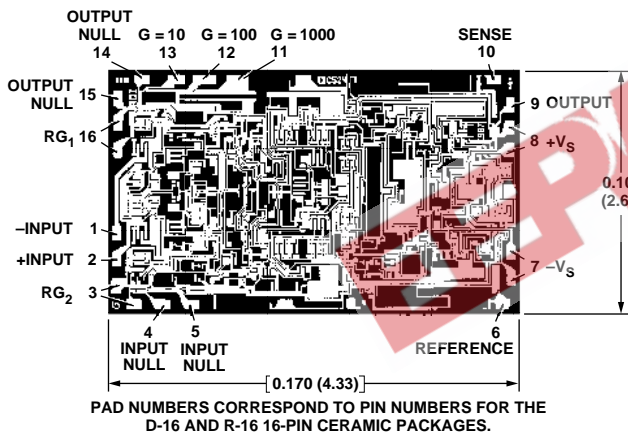 OUTPUT
NULL
14
G = 10
13
G = 100
12
G = 1000
11
SENSE
10
OUTPUT
NULL
15
RG1 16
–INPUT
1
+INPUT
2
RG2
3
4
INPUT
NULL
5
INPUT
NULL
9 OUTPUT
8 +VS
7 –VS
6
REFERENCE
0.170 (4.33)
PAD NUMBERS CORRESPOND TO PIN NUMBERS FOR THE
D-16 AND R-16 16-PIN CERAMIC PACKAGES.